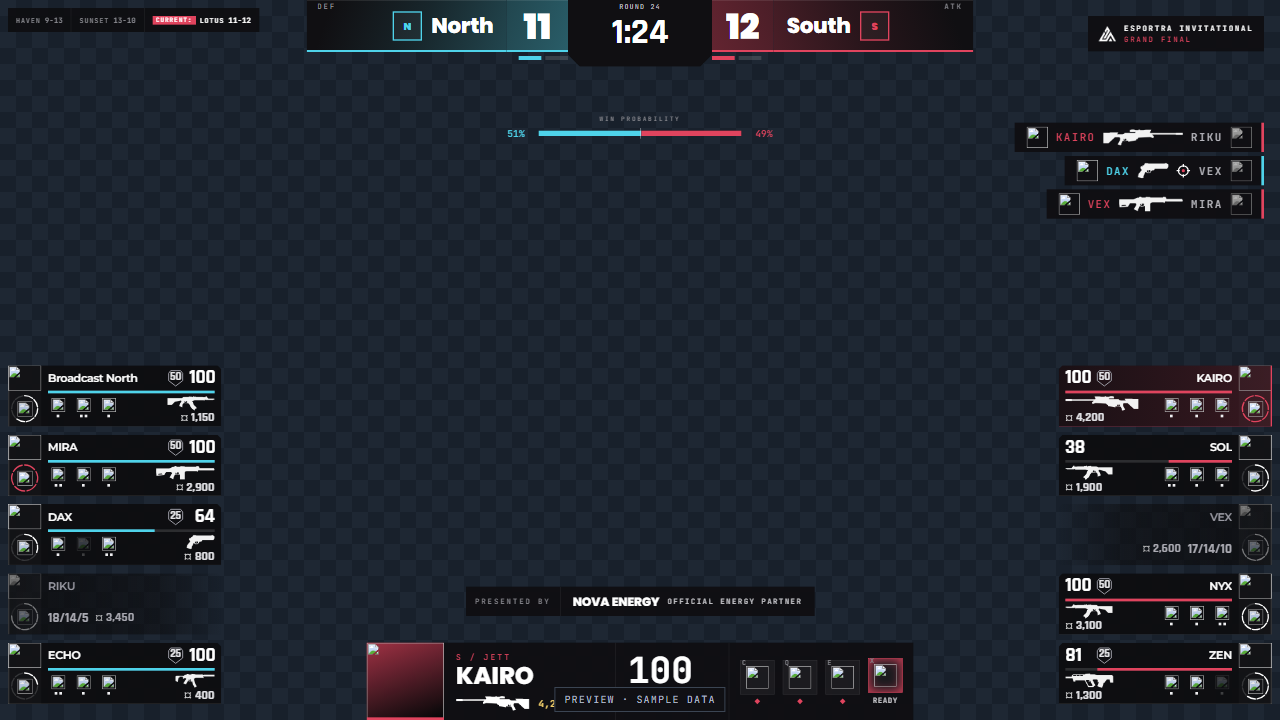 HAVEN 9-13 SUNSET 13-10 CURRENT: LOTUS 11-12
DEF
N North 11
ROUND 24
1:24
ATK
12 South S
ESPORTRA INVITATIONAL
GRAND FINAL
WIN PROBABILITY
51% 49%
KAIRO RIKU
DAX VEX
VEX MIRA
Broadcast North 50 100
1,150
MIRA 50 100
2,900
DAX 25 64
800
RIKU
18/14/5 3,450
ECHO 25 100
400
100 50 KAIRO
4,200
38 SOL
1,900
VEX
2,600 17/14/10
100 50 NYX
3,100
81 25 ZEN
1,300
PRESENTED BY NOVA ENERGY OFFICIAL ENERGY PARTNER
S / JETT
KAIRO
4,2
100
C Q E
READY
PREVIEW · SAMPLE DATA